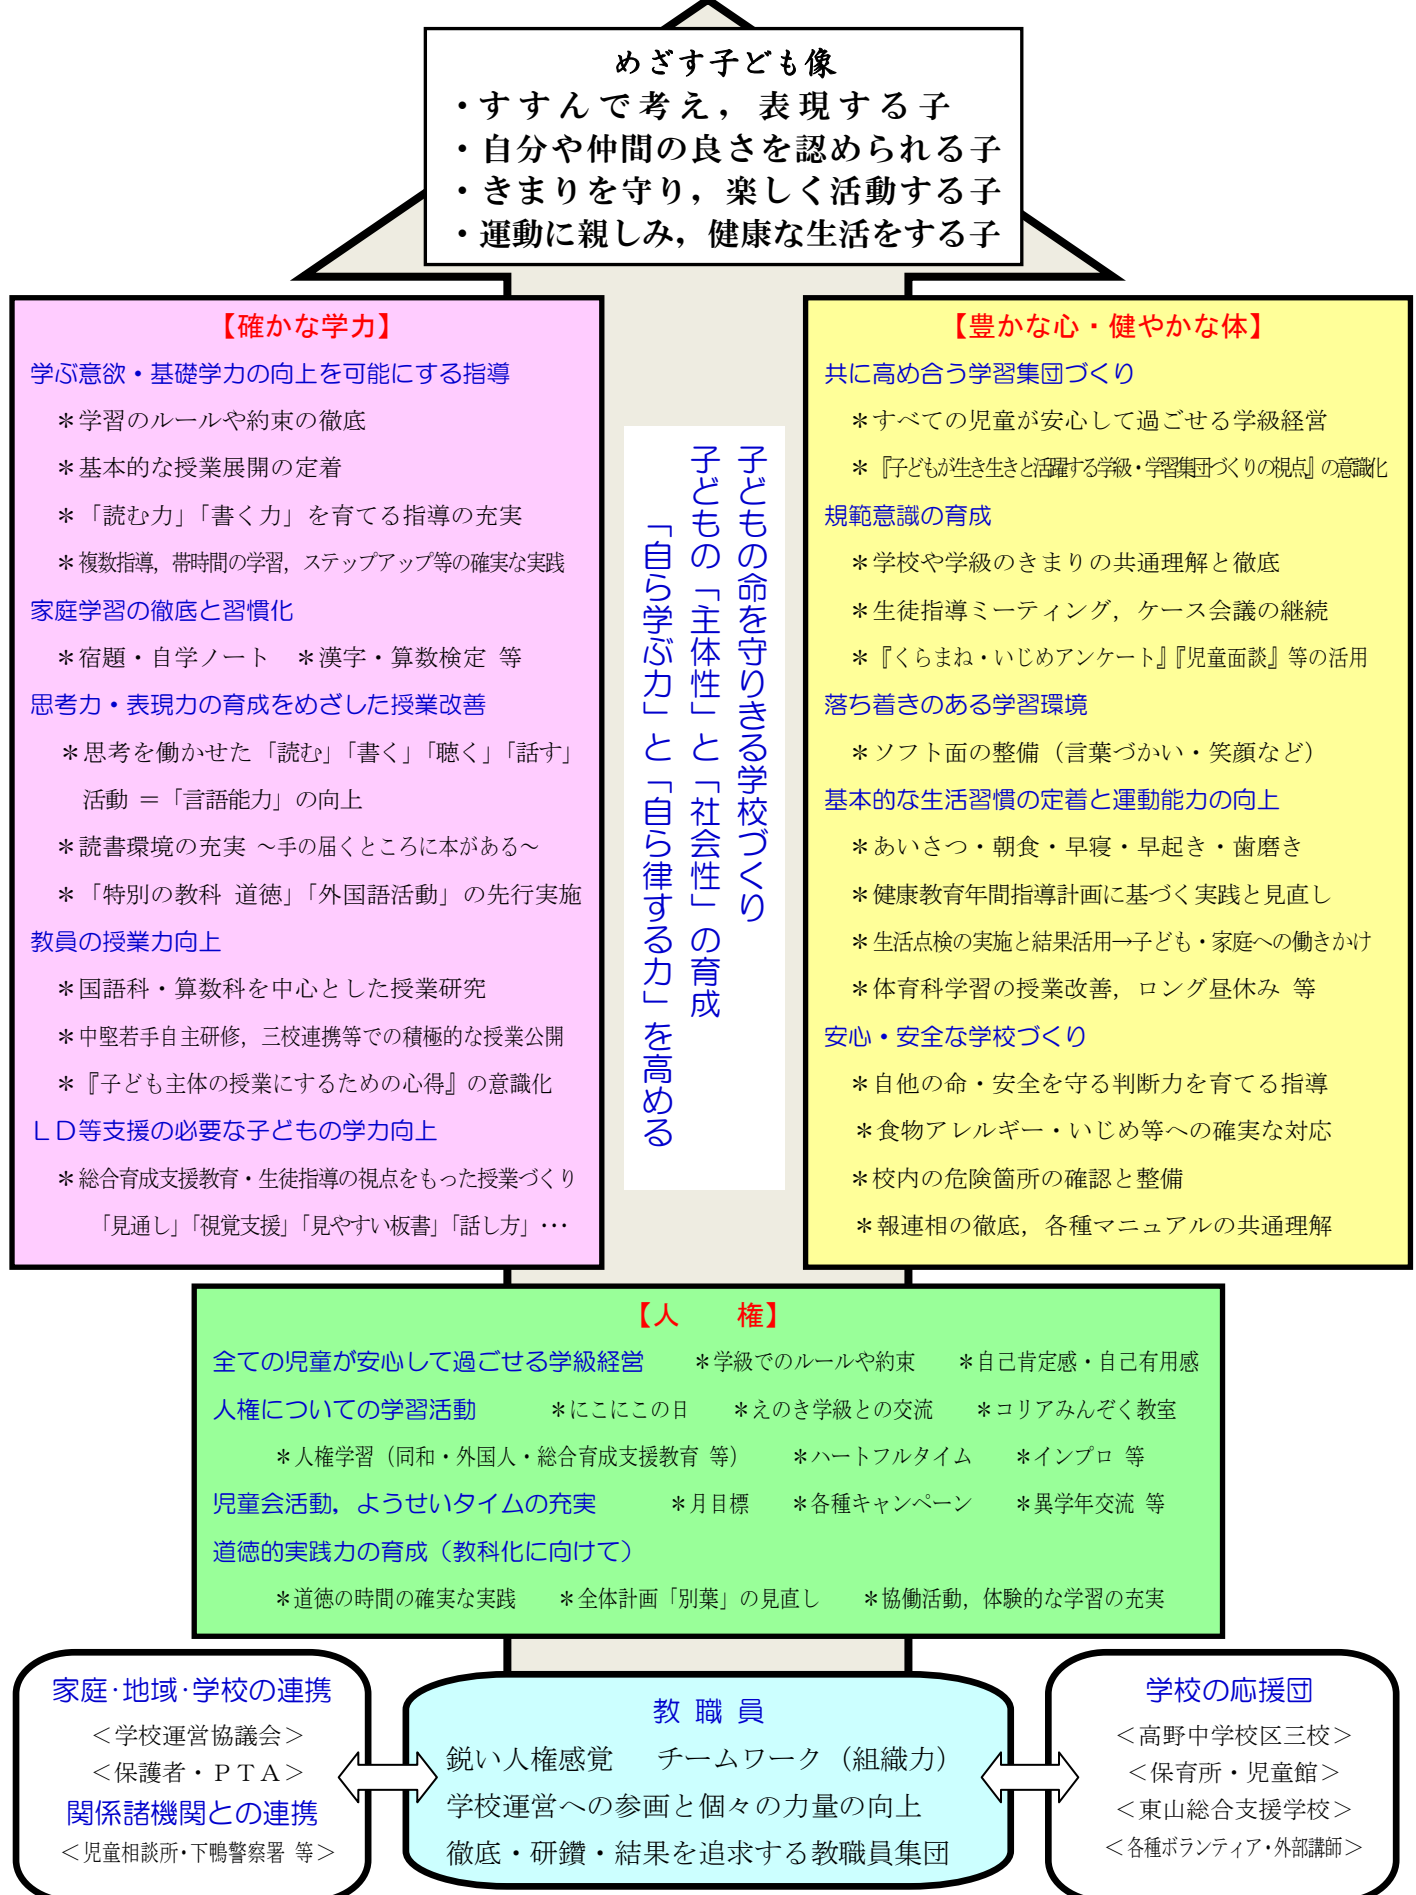 めざす子ども像
・すすんで考え，表現する子
・自分や仲間の良さを認められる子
・きまりを守り，楽しく活動する子
・運動に親しみ，健康な生活をする子
【確かな学力】
学ぶ意欲・基礎学力の向上を可能にする指導
＊学習のルールや約束の徹底
＊基本的な授業展開の定着
＊「読む力」「書く力」を育てる指導の充実
＊複数指導，帯時間の学習，ステップアップ等の確実な実践
家庭学習の徹底と習慣化
＊宿題・自学ノート　＊漢字・算数検定 等
思考力・表現力の育成をめざした授業改善
＊思考を働かせた「読む」「書く」「聴く」「話す」
活動 ＝「言語能力」の向上
＊読書環境の充実 ～手の届くところに本がある～
＊「特別の教科 道徳」「外国語活動」の先行実施
教員の授業力向上
＊国語科・算数科を中心とした授業研究
＊中堅若手自主研修，三校連携等での積極的な授業公開
＊『子ども主体の授業にするための心得』の意識化
ＬＤ等支援の必要な子どもの学力向上
＊総合育成支援教育・生徒指導の視点をもった授業づくり
「見通し」「視覚支援」「見やすい板書」「話し方」･･･
子どもの命を守りきる学校づくり
子どもの「主体性」と「社会性」の育成
「自ら学ぶ力」と「自ら律する力」を高める
【豊かな心・健やかな体】
共に高め合う学習集団づくり
＊すべての児童が安心して過ごせる学級経営
＊『子どもが生き生きと活躍する学級・学習集団づくりの視点』の意識化
規範意識の育成
＊学校や学級のきまりの共通理解と徹底
＊生徒指導ミーティング，ケース会議の継続
＊『くらまね・いじめアンケート』『児童面談』等の活用
落ち着きのある学習環境
＊ソフト面の整備（言葉づかい・笑顔など）
基本的な生活習慣の定着と運動能力の向上
＊あいさつ・朝食・早寝・早起き・歯磨き
＊健康教育年間指導計画に基づく実践と見直し
＊生活点検の実施と結果活用→子ども・家庭への働きかけ
＊体育科学習の授業改善，ロング昼休み 等
安心・安全な学校づくり
＊自他の命・安全を守る判断力を育てる指導
＊食物アレルギー・いじめ等への確実な対応
＊校内の危険箇所の確認と整備
＊報連相の徹底，各種マニュアルの共通理解
【人　権】
全ての児童が安心して過ごせる学級経営　＊学級でのルールや約束　＊自己肯定感・自己有用感
人権についての学習活動　＊にこにこの日　＊えのき学級との交流　＊コリアみんぞく教室
＊人権学習（同和・外国人・総合育成支援教育 等）　＊ハートフルタイム　＊インプロ 等
児童会活動，ようせいタイムの充実　＊月目標　＊各種キャンペーン　＊異学年交流 等
道徳的実践力の育成（教科化に向けて）
＊道徳の時間の確実な実践　＊全体計画「別葉」の見直し　＊協働活動，体験的な学習の充実
家庭･地域･学校の連携
＜学校運営協議会＞
＜保護者・ＰＴＡ＞
関係諸機関との連携
＜児童相談所･下鴨警察署 等＞
教 職 員
鋭い人権感覚　チームワーク（組織力）
学校運営への参画と個々の力量の向上
徹底・研鑽・結果を追求する教職員集団
学校の応援団
＜高野中学校区三校＞
＜保育所・児童館＞
＜東山総合支援学校＞
＜各種ボランティア･外部講師＞